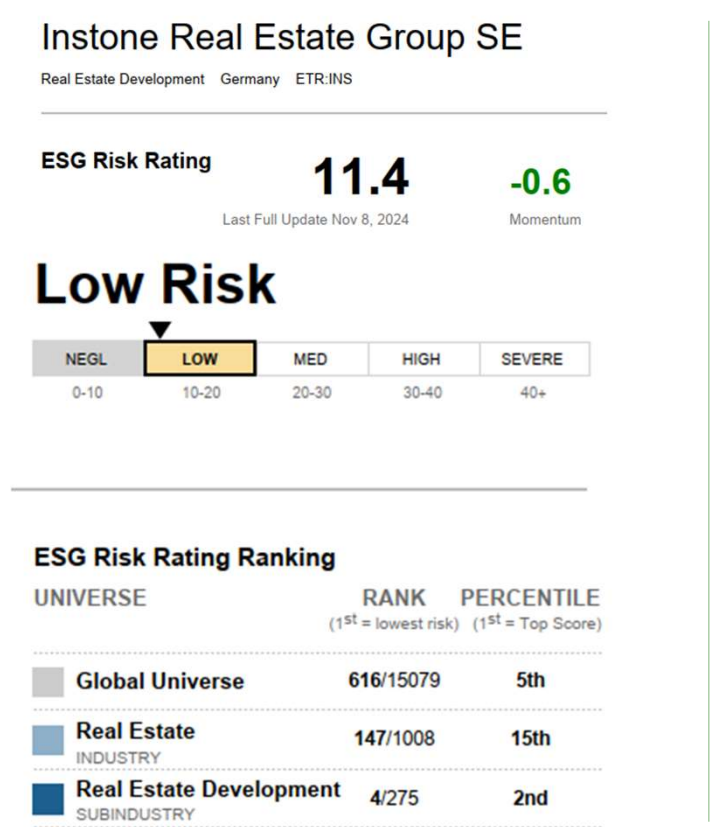 Instone Real Estate Group SE
Real Estate Development Germany ETR:INS
ESG Risk Rating 11.4 -0.6
Last Full Update Nov 8, 2024 Momentum
Low Risk
NEGL LOW MED HIGH SEVERE
0-10 10-20 20-30 30-40 40+
ESG Risk Rating Ranking
UNIVERSE RANK PERCENTILE
(1st = lowest risk) (1st = Top Score)
Global Universe 616/15079 5th
Real Estate 147/1008 15th
INDUSTRY
Real Estate Development 4/275 2nd
SUBINDUSTRY